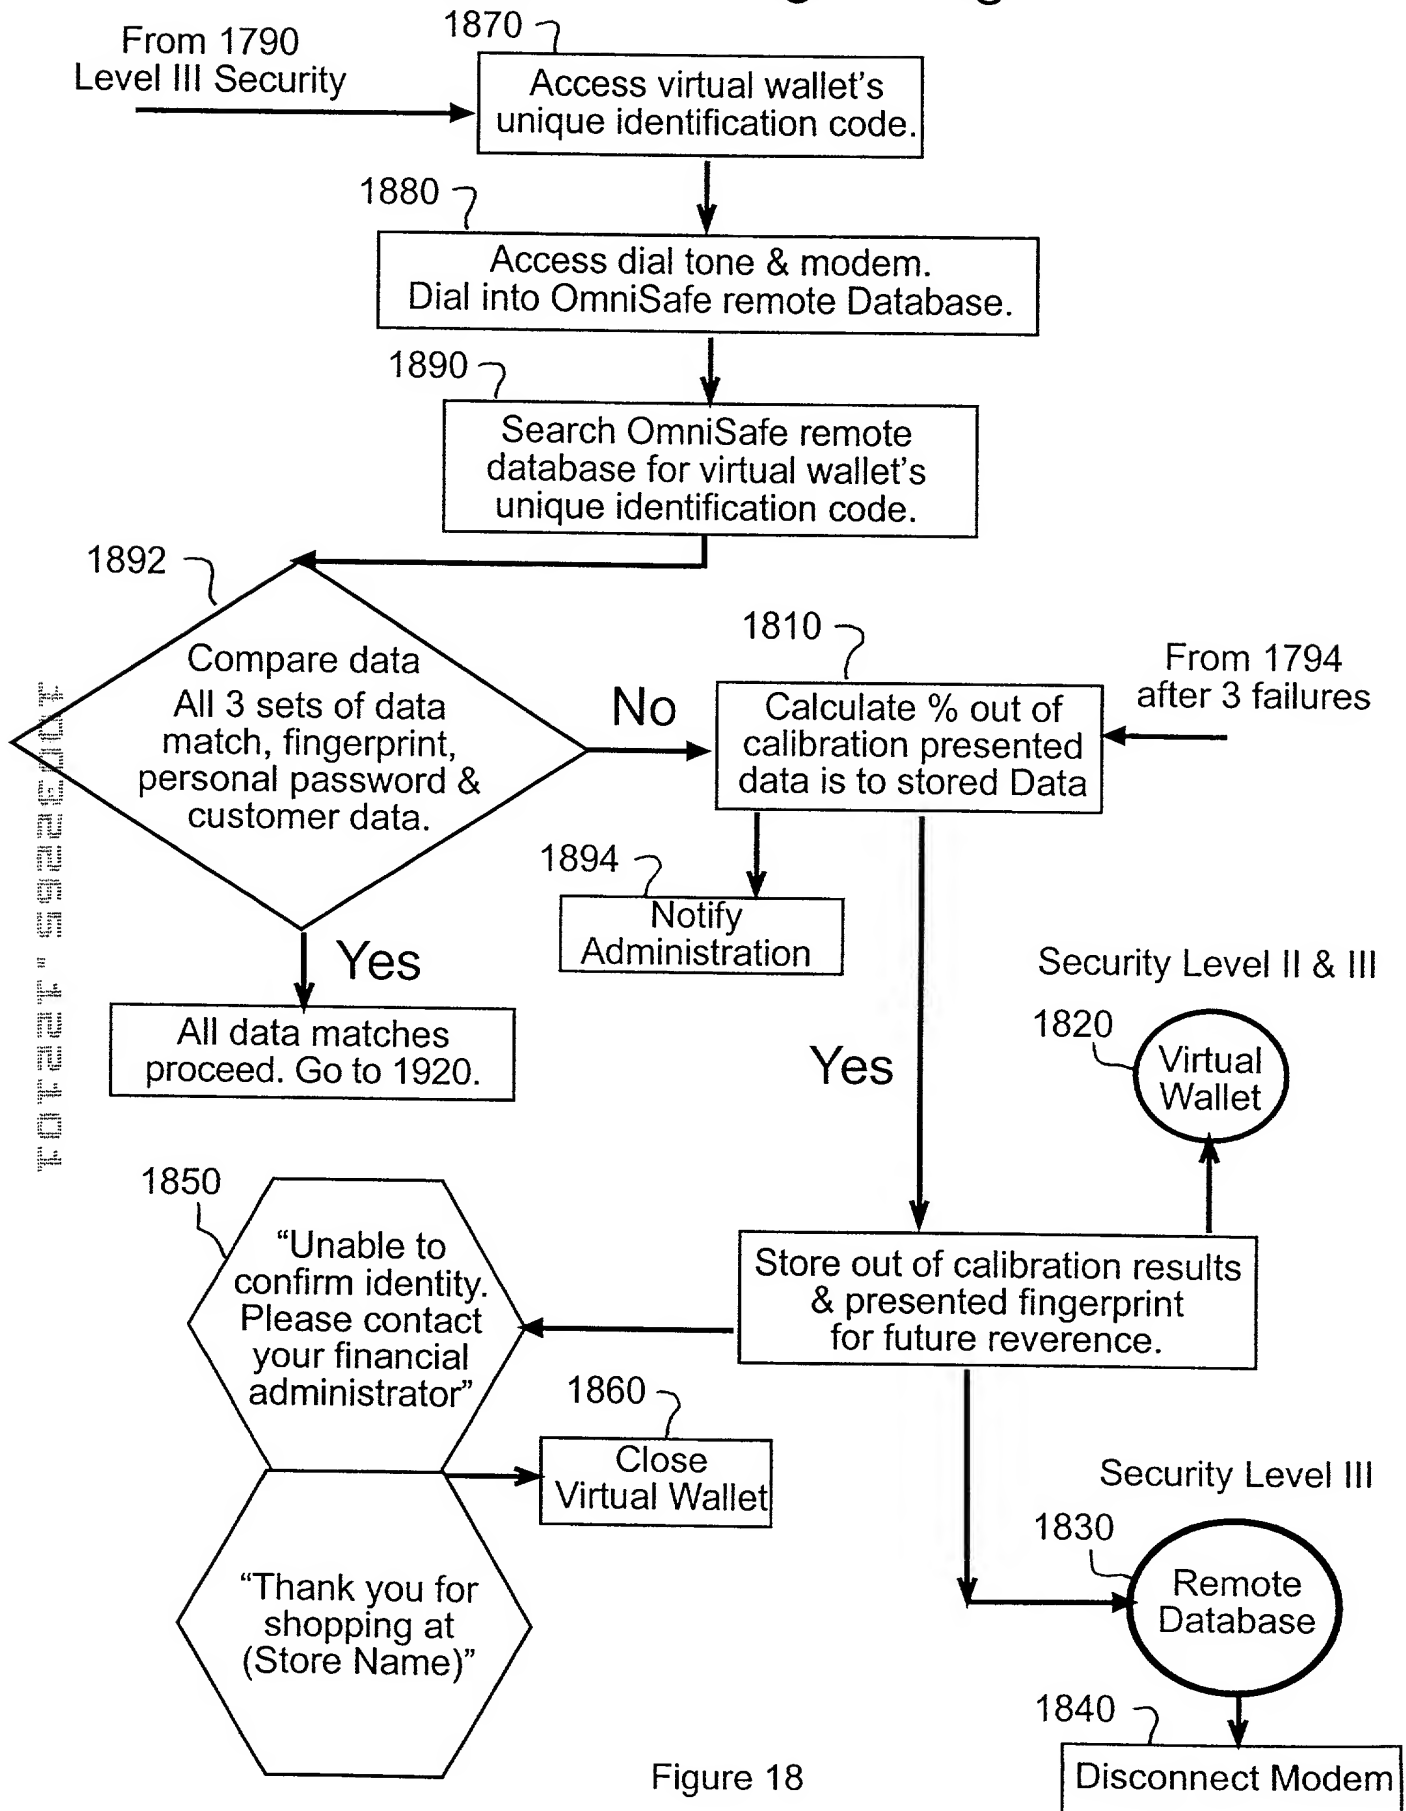 1870
From 1790
Level III Security
Access virtual wallet's
unique identification code.
1880
Access dial tone & modem.
Dial into OmniSafe remote Database.
1890
Search OmniSafe remote
database for virtual wallet's
unique identification code.
1892
Compare data
All 3 sets of data
match, fingerprint,
personal password &
customer data.
No
1810
Calculate % out of
calibration presented
data is to stored Data
From 1794
after 3 failures
1894
Notify
Administration
Yes
All data matches
proceed. Go to 1920.
Yes
Security Level II & III
1820
Virtual
Wallet
1850
“Unable to
confirm identity.
Please contact
your financial
administrator”
Store out of calibration results
& presented fingerprint
for future reverence.
1860
Close
Virtual Wallet
Security Level III
1830
Remote
Database
“Thank you for
shopping at
(Store Name)”
1840
Disconnect Modem
Figure 18